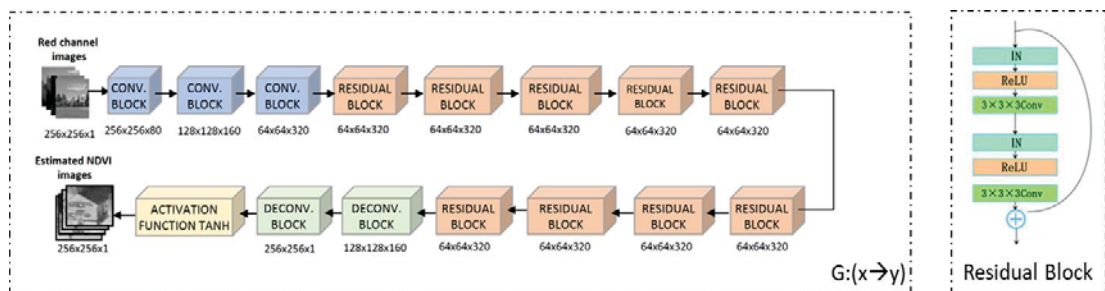 Red channel
images
CONV.
BLOCK
CONV.
BLOCK
CONV.
BLOCK
RESIDUAL
BLOCK
RESIDUAL
BLOCK
RESIDUAL
BLOCK
RESIDUAL
BLOCK
RESIDUAL
BLOCK
256x256x1
256x256x80
128x128x160
64x64x320
64x64x320
64x64x320
64x64x320
64x64x320
64x64x320
Estimated NDVI
images
ACTIVATION
FUNCTION TANH
DECONV.
BLOCK
DECONV.
BLOCK
RESIDUAL
BLOCK
RESIDUAL
BLOCK
RESIDUAL
BLOCK
RESIDUAL
BLOCK
256x256x1
256x256x1
128x128x160
64x64x320
64x64x320
64x64x320
64x64x320
G:(x→y)
IN
ReLU
3×3×3Conv
IN
ReLU
3×3×3Conv
Residual Block